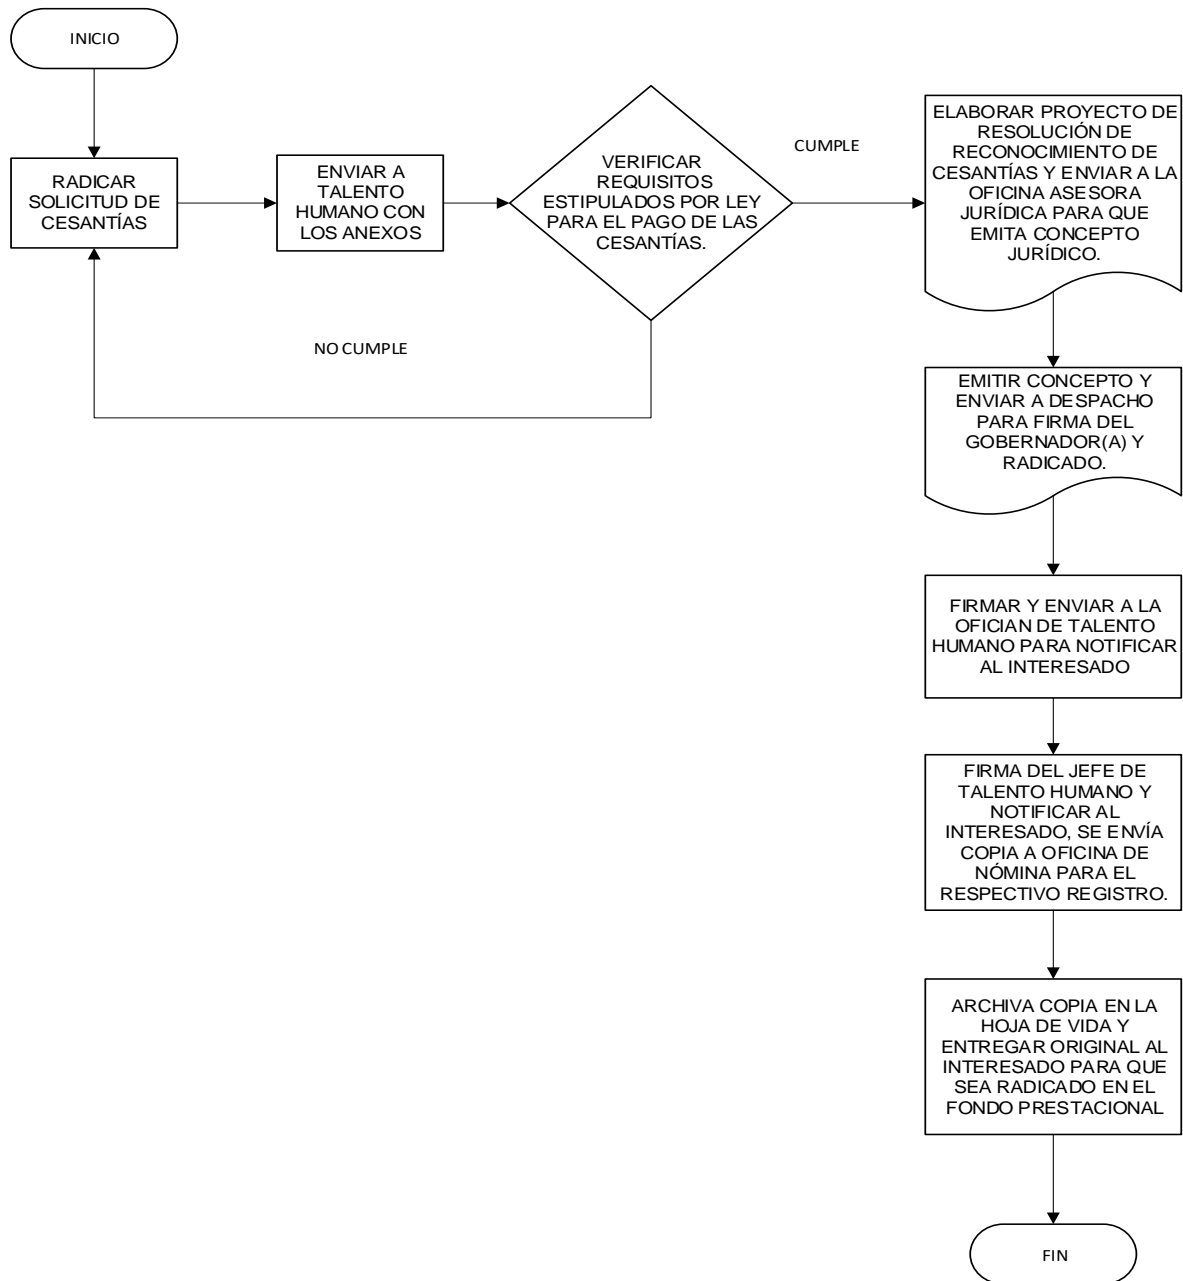 INICIO
RADICAR
SOLICITUD DE
CESANTÍAS
ENVIAR A
TALENTO
HUMANO CON
LOS ANEXOS
VERIFICAR
REQUISITOS
ESTIPULADOS POR LEY
PARA EL PAGO DE LAS
CESANTÍAS.
CUMPLE
NO CUMPLE
ELABORAR PROYECTO DE
RESOLUCIÓN DE
RECONOCIMIENTO DE
CESANTÍAS Y ENVIAR A LA
OFICINA ASESORA
JURÍDICA PARA QUE
EMITA CONCEPTO
JURÍDICO.
EMITIR CONCEPTO Y
ENVIAR A DESPACHO
PARA FIRMA DEL
GOBERNADOR(A) Y
RADICADO.
FIRMAR Y ENVIAR A LA
OFICIAN DE TALENTO
HUMANO PARA NOTIFICAR
AL INTERESADO
FIRMA DEL JEFE DE
TALENTO HUMANO Y
NOTIFICAR AL
INTERESADO, SE ENVÍA
COPIA A OFICINA DE
NÓMINA PARA EL
RESPECTIVO REGISTRO.
ARCHIVA COPIA EN LA
HOJA DE VIDA Y
ENTREGAR ORIGINAL AL
INTERESADO PARA QUE
SEA RADICADO EN EL
FONDO PRESTACIONAL
FIN